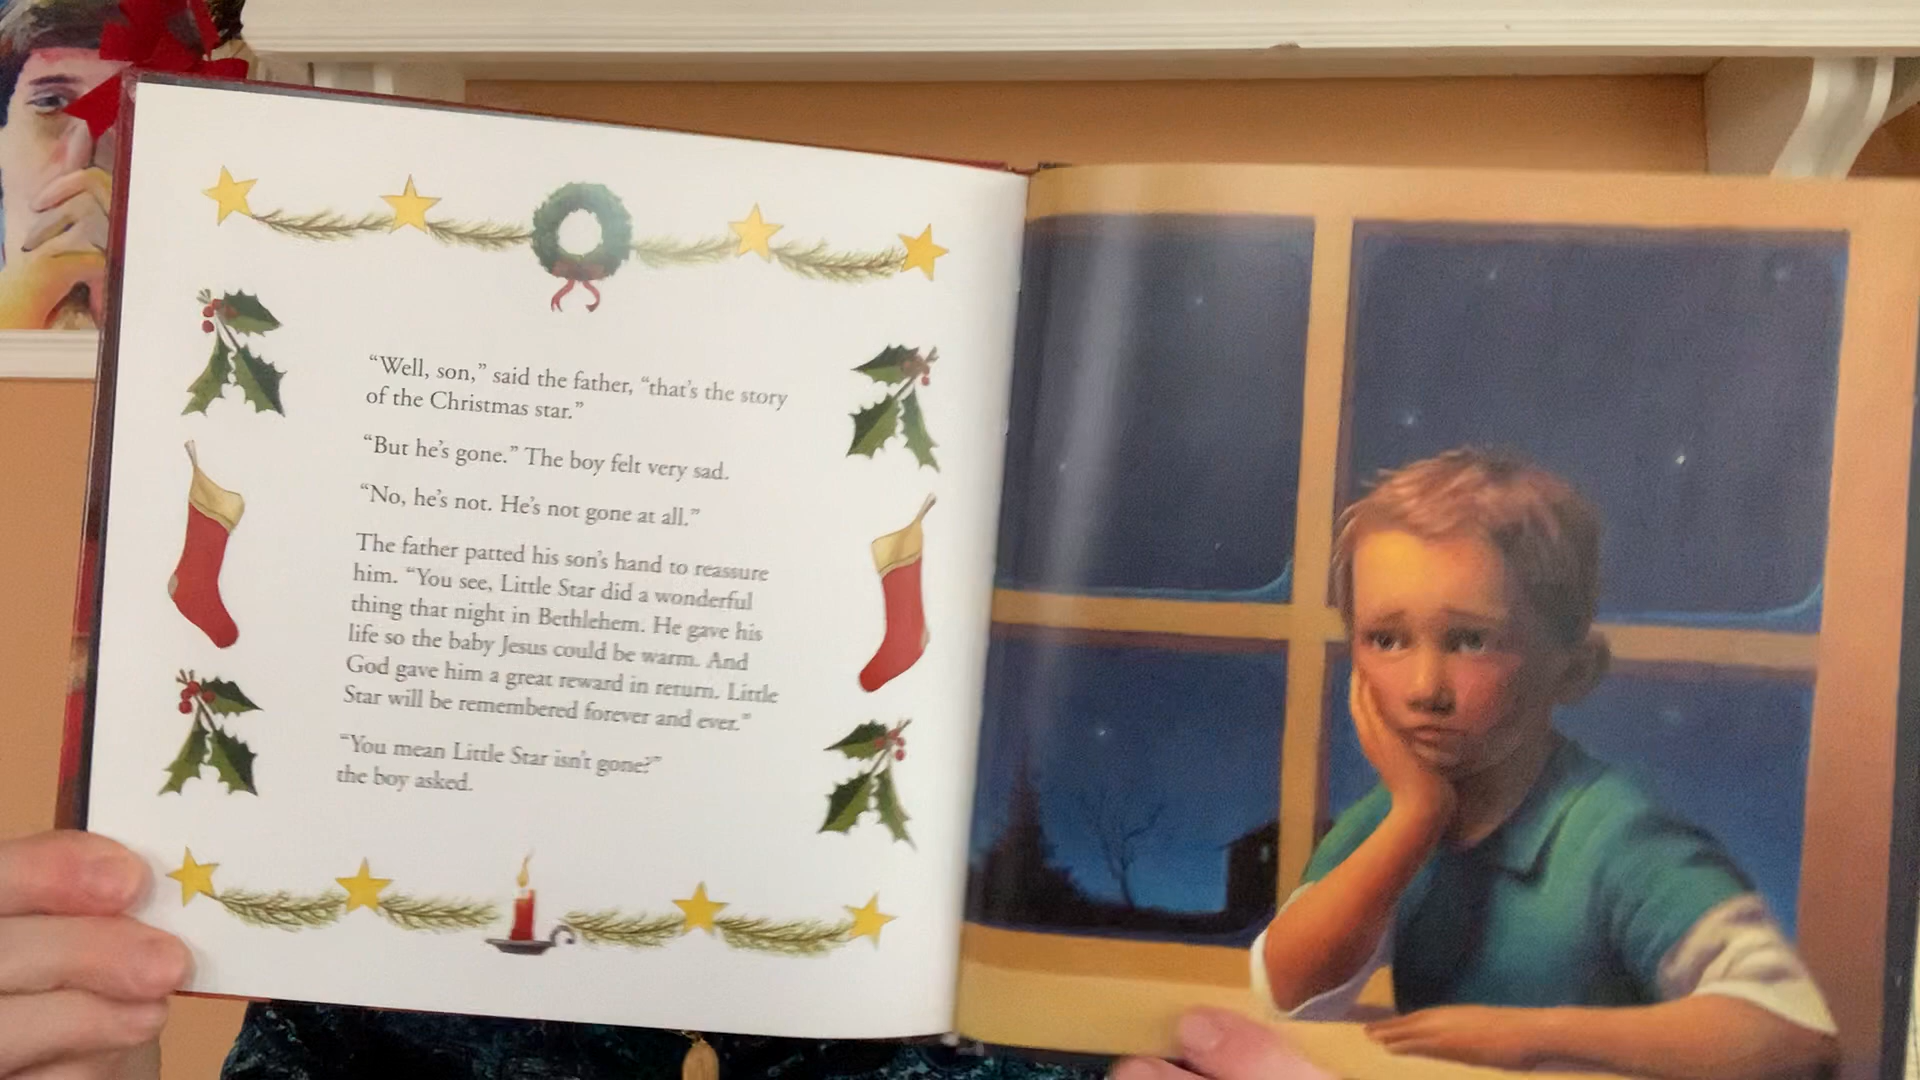 “Well, son,” said the father, “that’s the story
of the Christmas star.”
“But he’s gone.” The boy felt very sad.
“No, he’s not. He’s not gone at all.”
The father patted his son’s hand to reassure
him. “You see, Little Star did a wonderful
thing that night in Bethlehem. He gave his
life so the baby Jesus could be warm. And
God gave him a great reward in return. Little
Star will be remembered forever and ever.”
“You mean Little Star isn’t gone?”
the boy asked.